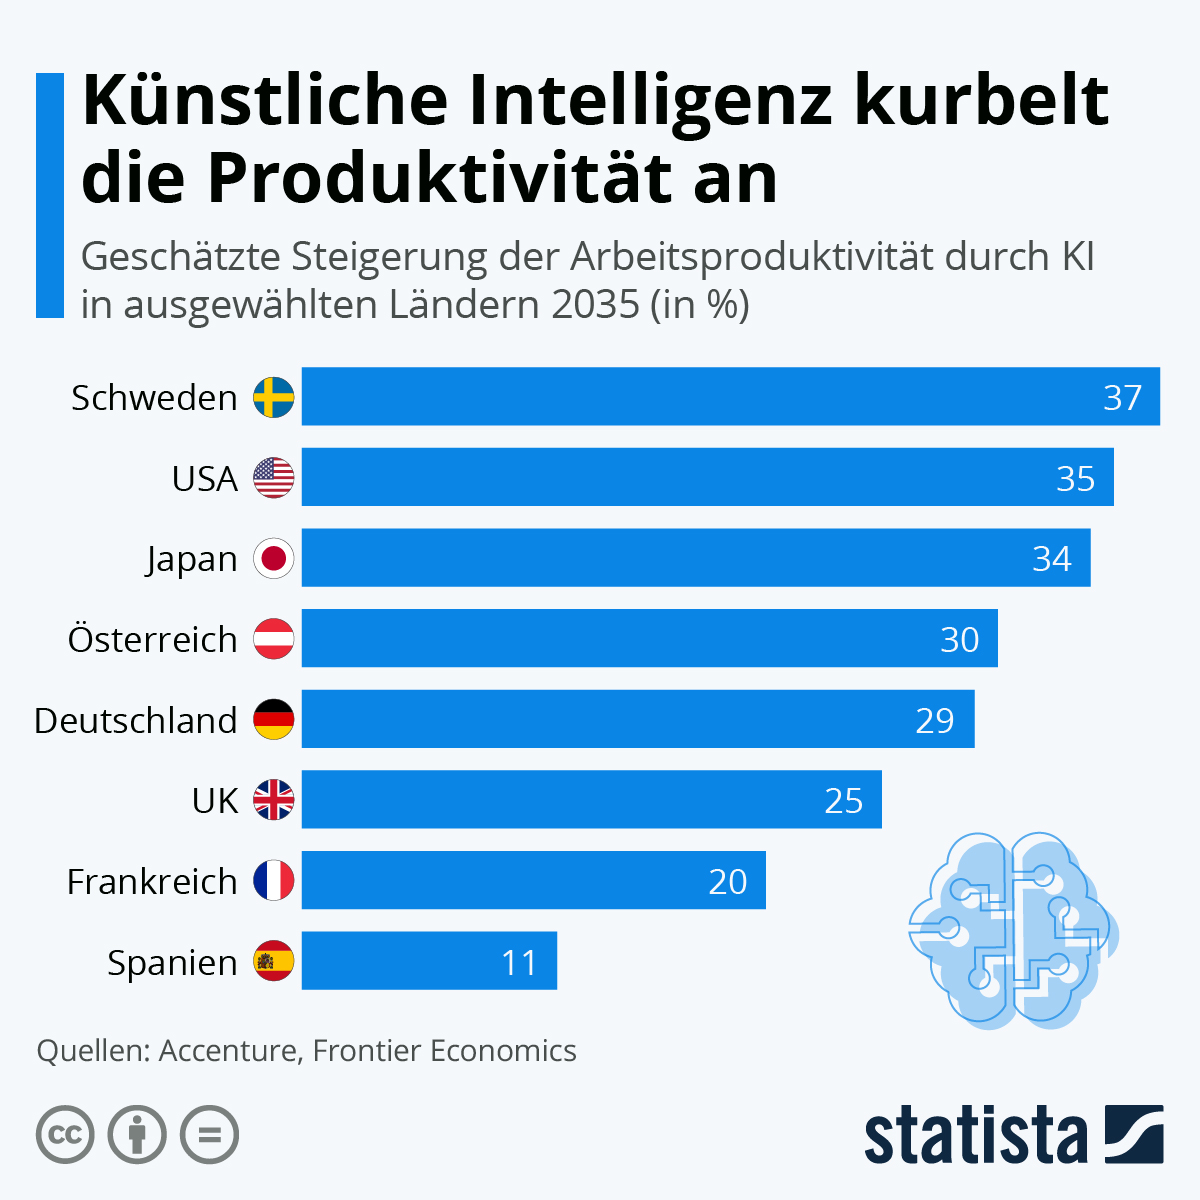 Künstliche Intelligenz kurbelt
die Produktivität an
Geschätzte Steigerung der Arbeitsproduktivität durch KI
in ausgewählten Ländern 2035 (in %)
Schweden 37
USA 35
Japan 34
Österreich 30
Deutschland 29
UK 25
Frankreich 20
Spanien 11
Quellen: Accenture, Frontier Economics
cc =
statista